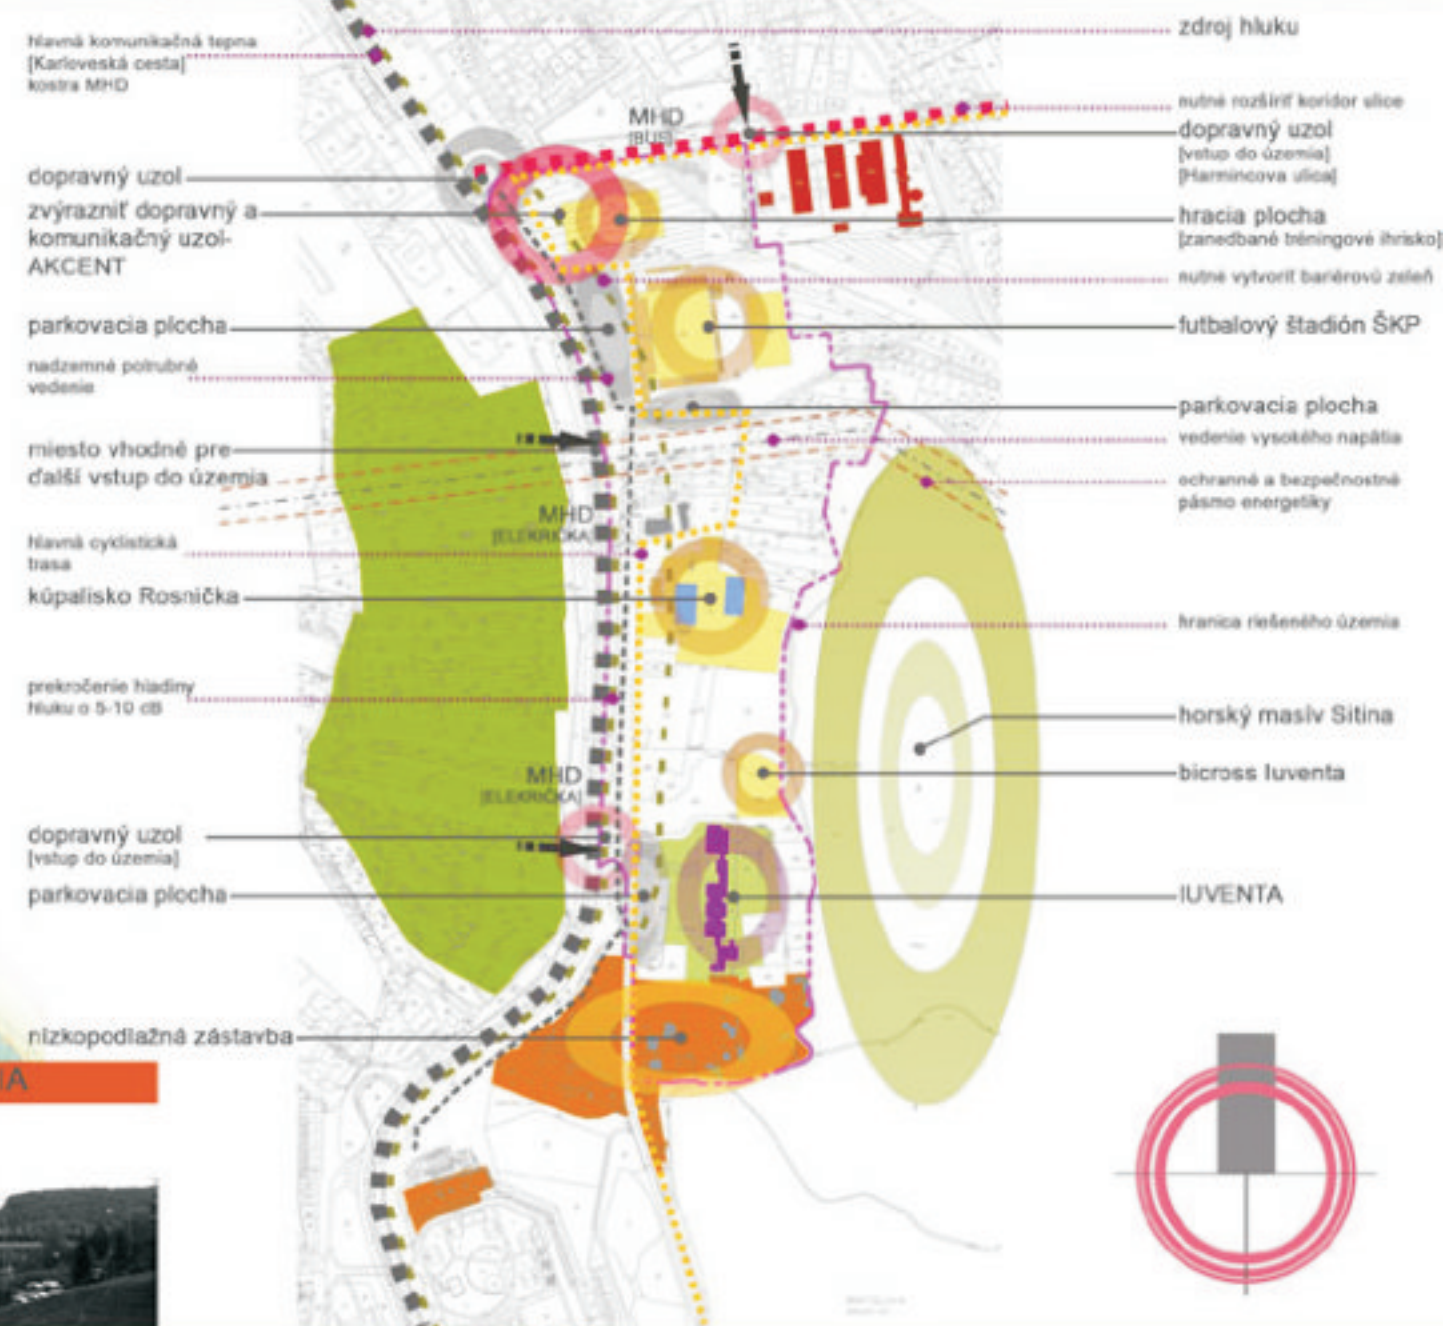 hlavná komunikačná tepna
[Karloveská cesta]
kostra MHD
dopravný uzol
zvýrazniť dopravný a
komunikačný uzol-
AKCENT
parkovacia plocha
nadzemné potrubné
vedenie
miesto vhodné pre
ďalší vstup do územia
hlavná cyklistická
trasa
kúpalisko Rosnička
prekročenie hladiny
hluku o 5-10 dB
dopravný uzol
[vstup do územia]
parkovacia plocha
nízkopodlažná zástavba
IA
MHD
[BUS]
MHD
[ELEKRIČKA]
MHD
[ELEKRIČKA]
zdroj hluku
nutné rozšíriť koridor ulice
dopravný uzol
[vstup do územia]
[Harmincova ulica]
hracia plocha
[zanedbané tréningové ihrisko]
nutné vytvoriť bariérovú zeleň
futbalový štadión ŠKP
parkovacia plocha
vedenie vysokého napätia
ochranné a bezpečnostné
pásmo energetiky
hranica riešeného územia
horský masív Sitina
bicross Iuventa
IUVENTA